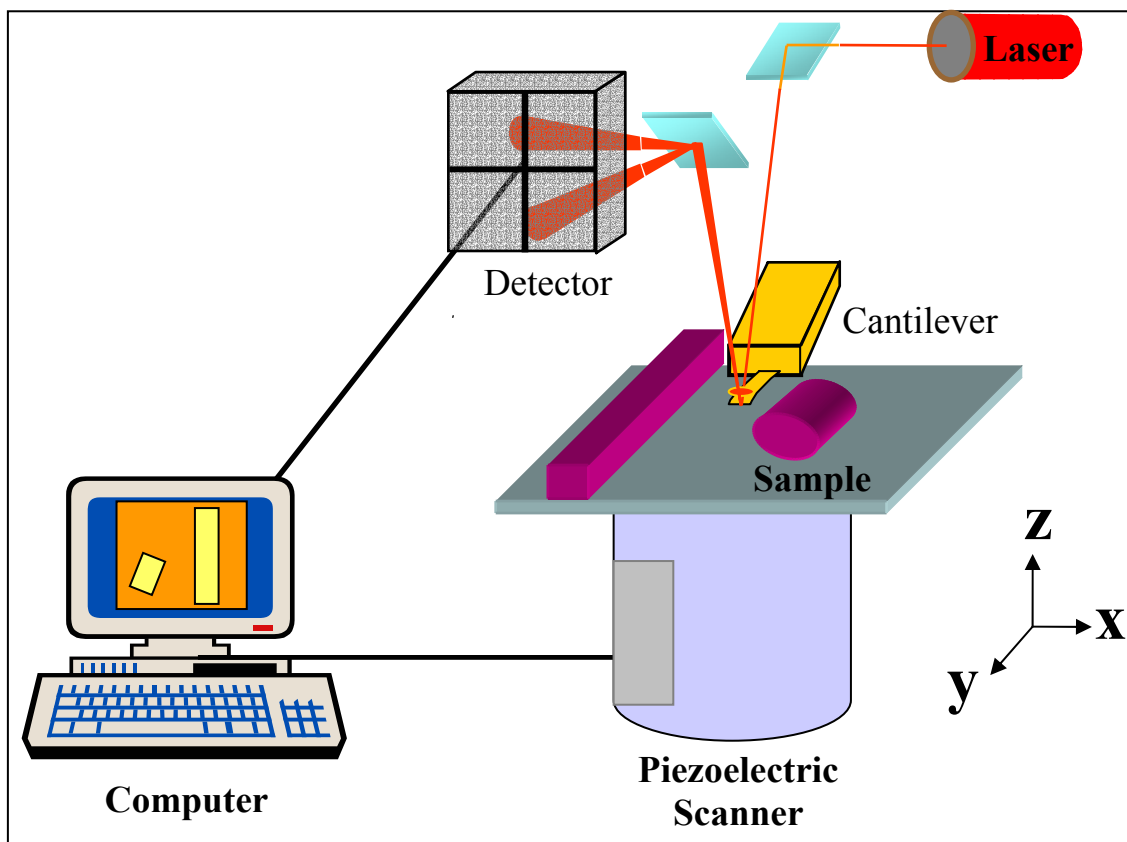 Laser
Detector
Cantilever
Sample
z
x
y
Computer
Piezoelectric
Scanner